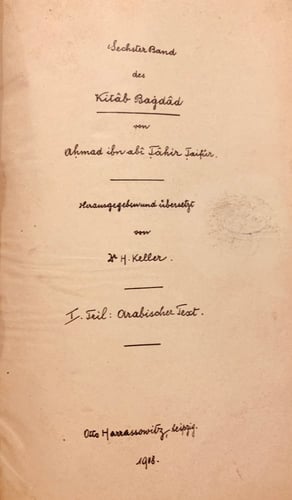 Sechster Band
des
Kitâb Baġdâd
von
Aḥmad ibn abî Ṭâhir Ṭaifûr.
Herausgegeben und übersetzt
von
Dr H. Keller.
I. Teil: Arabischer Text.
Otto Harrassowitz, Leipzig.
1908.